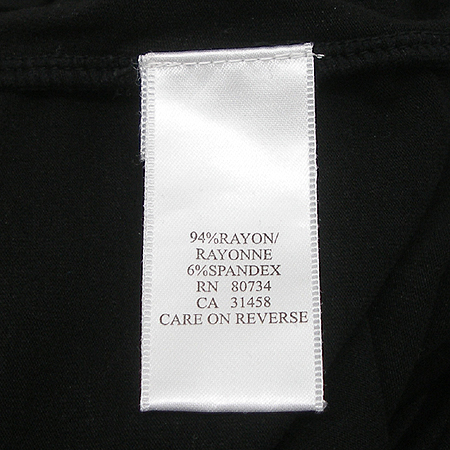 94%RAYON/
RAYONNE
6%SPANDEX
RN 80734
CA 31458
CARE ON REVERSE